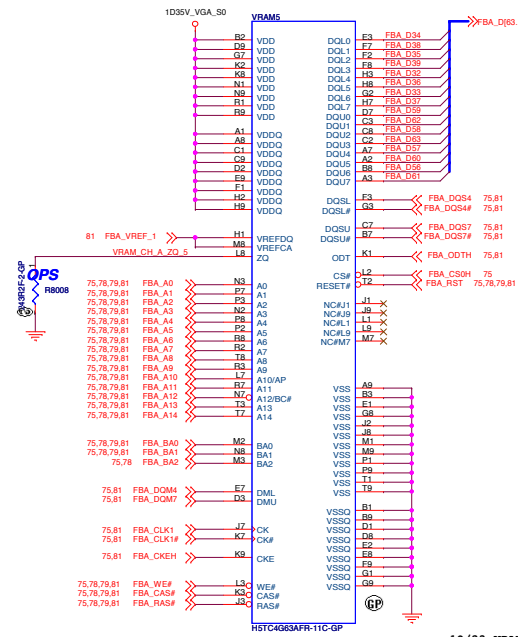 1D35V_VGA_S0
VRAM5
FBA_D[63.
B2 VDD DQL0 E3 FBA_D34
D9 VDD DQL1 F7 FBA_D38
G7 VDD DQL2 F2 FBA_D35
K2 VDD DQL3 F8 FBA_D39
K8 VDD DQL4 H3 FBA_D32
N1 VDD DQL5 H8 FBA_D36
N9 VDD DQL6 G2 FBA_D33
R1 VDD DQL7 H7 FBA_D37
R9 VDD DQU0 D7 FBA_D59
DQU1 C3 FBA_D62
A1 VDDQ DQU2 C8 FBA_D58
A8 VDDQ DQU3 C2 FBA_D63
C1 VDDQ DQU4 A7 FBA_D57
C9 VDDQ DQU5 A2 FBA_D60
D2 VDDQ DQU6 B8 FBA_D56
E9 VDDQ DQU7 A3 FBA_D61
F1 VDDQ
H2 VDDQ DQSL F3 FBA_DQS4 75,81
H9 VDDQ DQSL# G3 FBA_DQS4# 75,81
DQSU C7 FBA_DQS7 75,81
81 FBA_VREF_1 H1 VREFDQ DQSU# B7 FBA_DQS7# 75,81
M8 VREFCA
VRAM_CH_A_ZQ_5 L8 ZQ ODT K1 FBA_ODTH 75,81
OPS
R8008
CS# L2 FBA_CS0H 75
75,78,79,81 FBA_A0 N3 A0 RESET# T2 FBA_RST 75,78,79,81
75,78,79,81 FBA_A1 P7 A1
75,78,79,81 FBA_A2 P3 A2 NC#J1 J1
75,78,79,81 FBA_A3 N2 A3 NC#J9 J9
75,78,79,81 FBA_A4 P8 A4 NC#L1 L1
75,78,79,81 FBA_A5 P2 A5 NC#L9 L9
75,78,79,81 FBA_A6 R8 A6 NC#M7 M7
75,78,79,81 FBA_A7 R2 A7
75,78,79,81 FBA_A8 T8 A8
75,78,79,81 FBA_A9 R3 A9
75,78,79,81 FBA_A10 L7 A10/AP
75,78,79,81 FBA_A11 R7 A11 VSS A9
75,78,79,81 FBA_A12 N7 A12/BC# VSS B3
75,78,79,81 FBA_A13 T3 A13 VSS E1
75,78,79,81 FBA_A14 T7 A14 VSS G8
VSS J2
VSS J8
75,78,79,81 FBA_BA0 M2 BA0 VSS M1
75,78,79,81 FBA_BA1 N8 BA1 VSS M9
75,78 FBA_BA2 M3 BA2 VSS P1
VSS P9
VSS T1
75,81 FBA_DQM4 E7 DML VSS T9
75,81 FBA_DQM7 D3 DMU
VSSQ B1
VSSQ B9
75,81 FBA_CLK1 J7 CK VSSQ D1
75,81 FBA_CLK1# K7 CK# VSSQ D8
VSSQ E2
75,81 FBA_CKEH K9 CKE VSSQ E8
VSSQ F9
VSSQ G1
75,78,79,81 FBA_WE# L3 WE# VSSQ G9
75,78,79,81 FBA_CAS# K3 CAS#
75,78,79,81 FBA_RAS# J3 RAS#
GP
H5TC4G63AFR-11C-GP